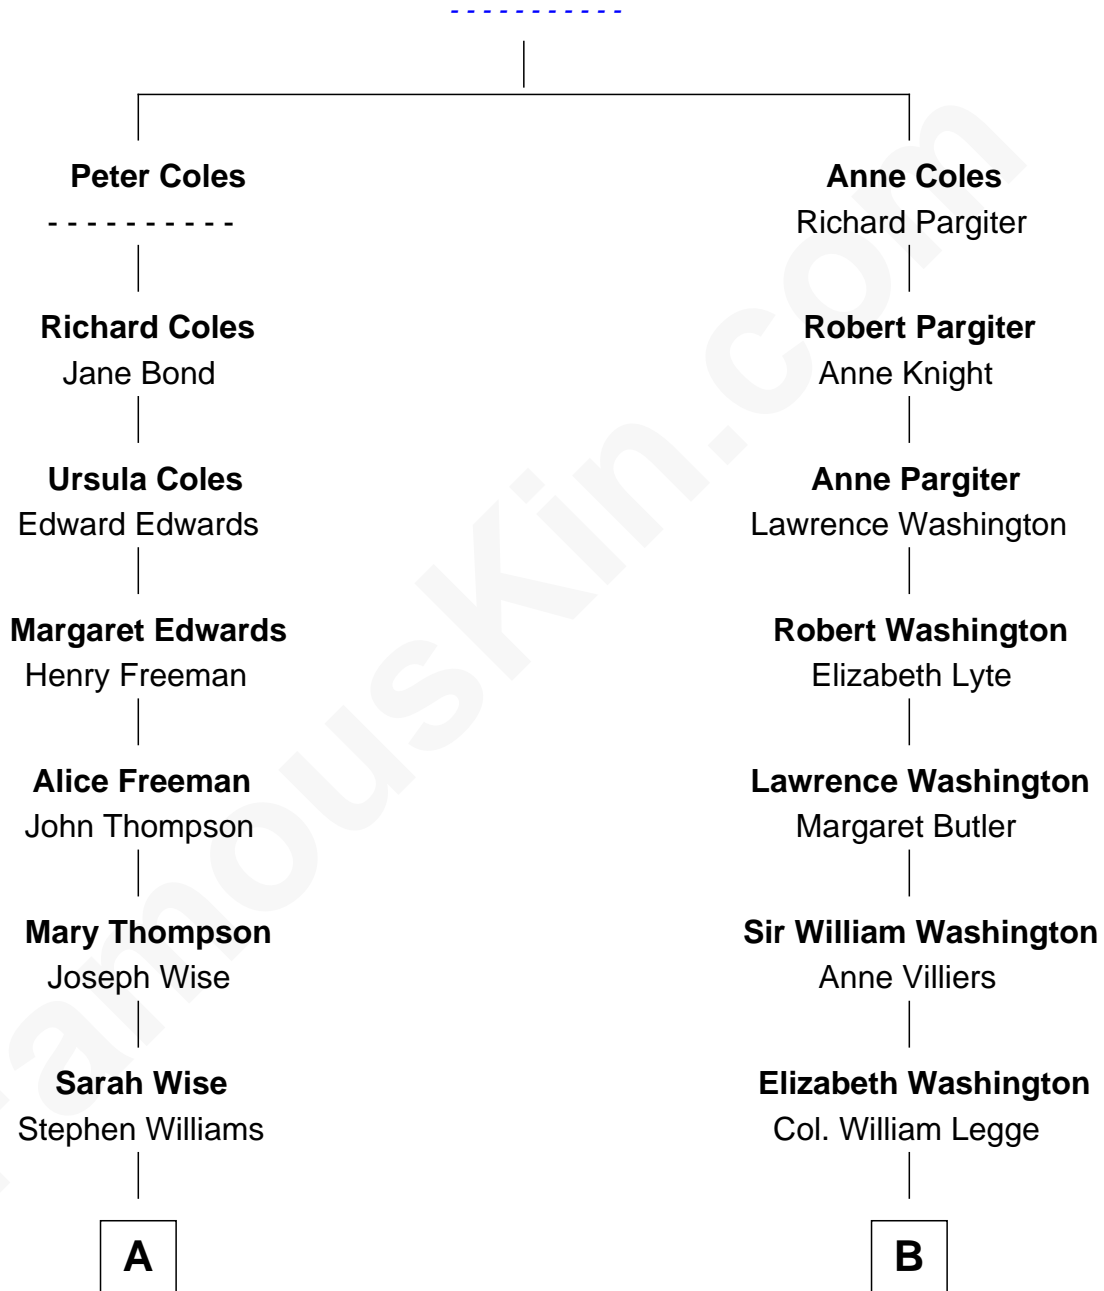 - - - - - - - - - - -
Peter Coles
- - - - - - - - - -
Richard Coles
Jane Bond
Ursula Coles
Edward Edwards
Margaret Edwards
Henry Freeman
Alice Freeman
John Thompson
Mary Thompson
Joseph Wise
Sarah Wise
Stephen Williams
A
Anne Coles
Richard Pargiter
Robert Pargiter
Anne Knight
Anne Pargiter
Lawrence Washington
Robert Washington
Elizabeth Lyte
Lawrence Washington
Margaret Butler
Sir William Washington
Anne Villiers
Elizabeth Washington
Col. William Legge
B
FamousKin.com